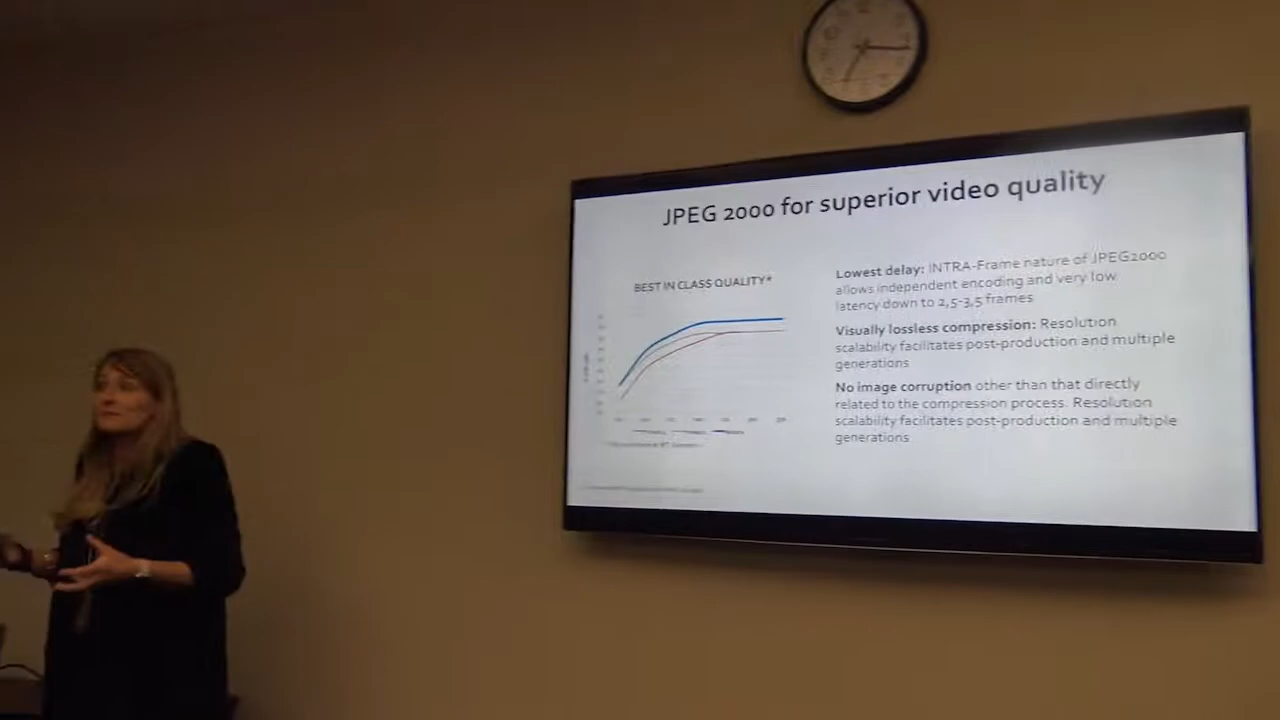 JPEG 2000 for superior video quality
BEST IN CLASS QUALITY*
Lowest delay: INTRA-Frame nature of JPEG2000
allows independent encoding and very low
latency down to 2,5-3,5 frames
Visually lossless compression: Resolution
scalability facilitates post-production and multiple
generations
No image corruption other than that directly
related to the compression process. Resolution
scalability facilitates post-production and multiple
generations